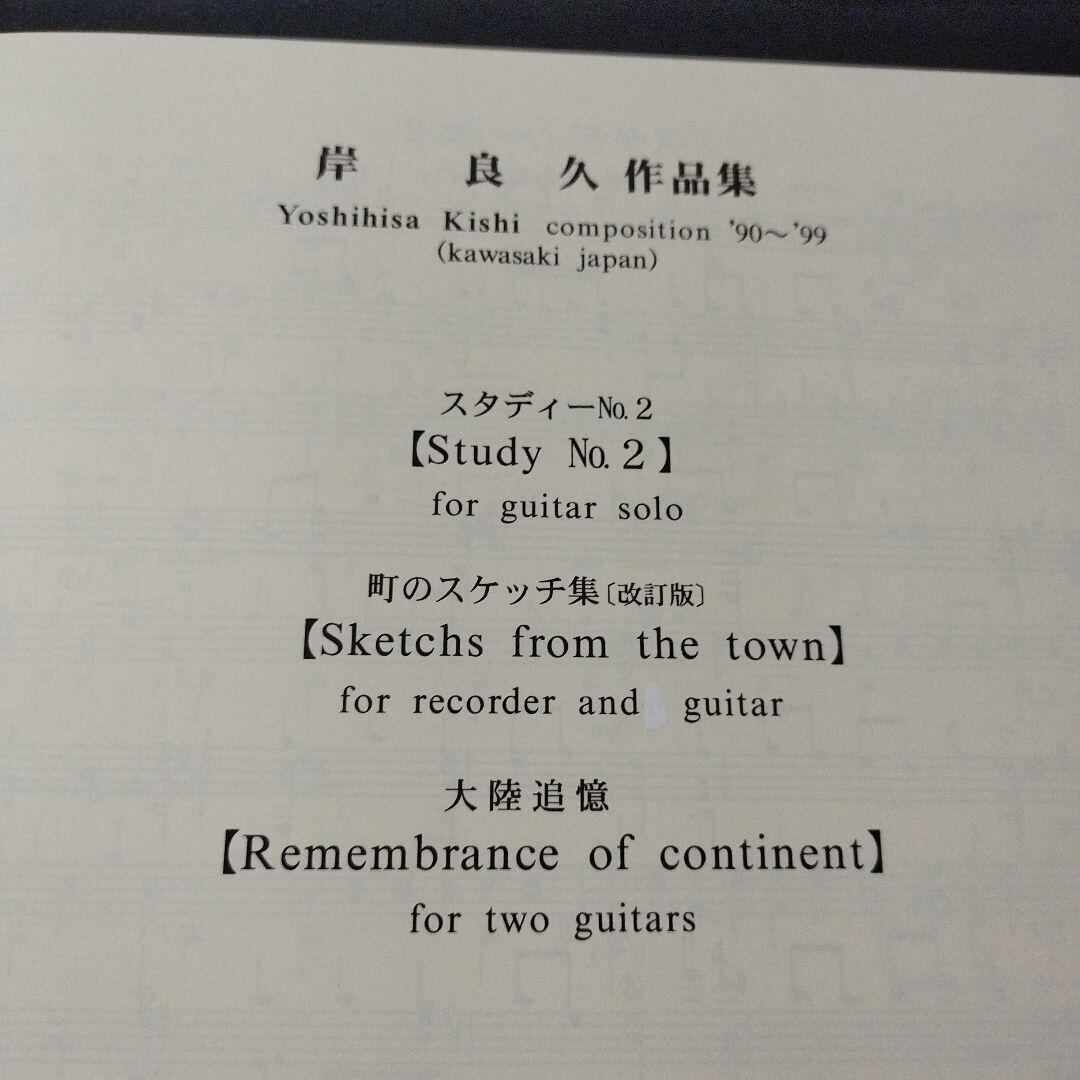 岸 良 久 作品集
Yoshihisa Kishi composition '90～'99
(kawasaki japan)
スタディーNo.２
【Study No.２】
for guitar solo
町のスケッチ集〔改訂版〕
【Sketchs from the town】
for recorder and guitar
大陸追憶
【Remembrance of continent】
for two guitars